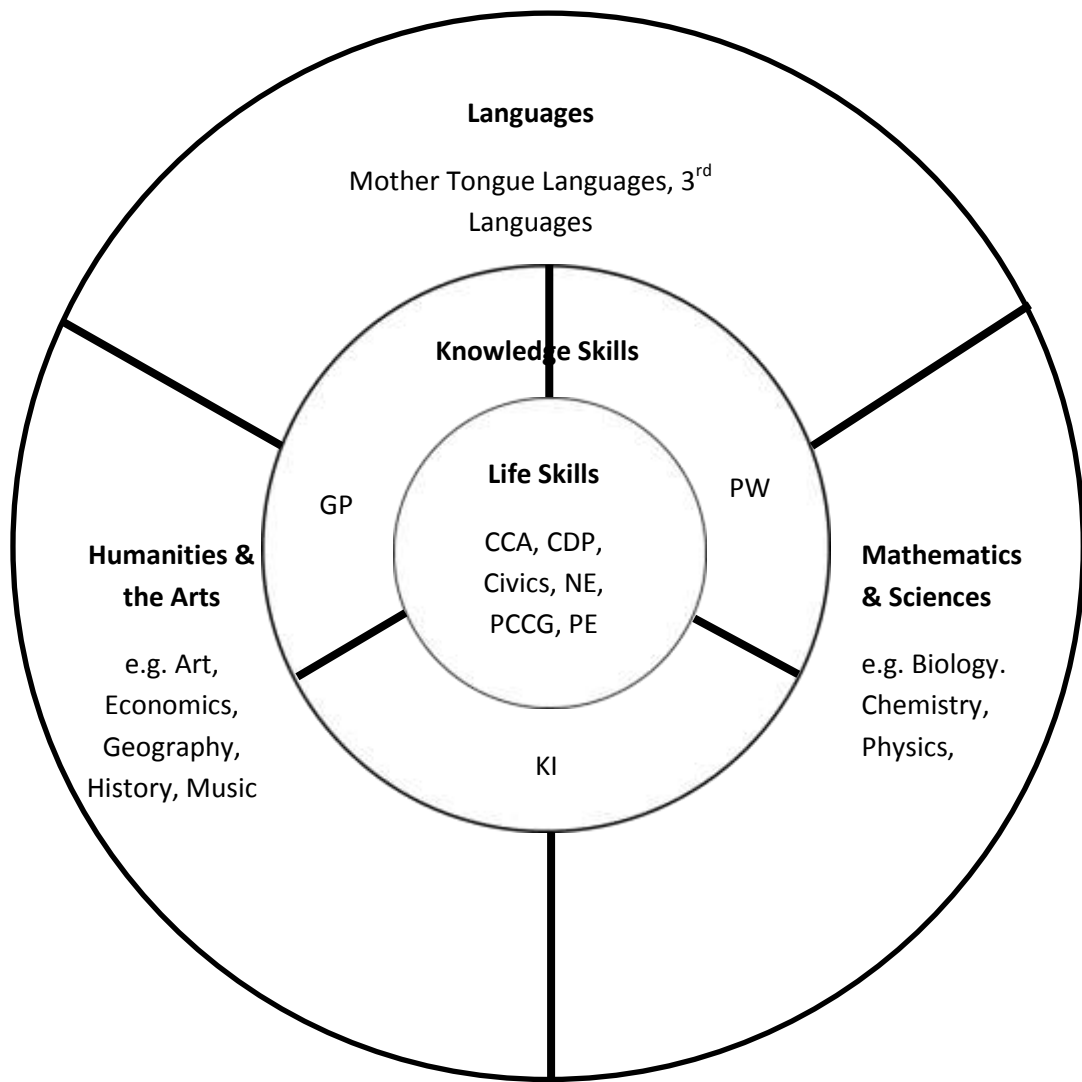 Languages
Mother Tongue Languages, 3rd
Languages
Knowledge Skills
GP
PW
Life Skills
CCA, CDP,
Civics, NE,
PCCG, PE
KI
Humanities &
the Arts
e.g. Art,
Economics,
Geography,
History, Music
Mathematics
& Sciences
e.g. Biology.
Chemistry,
Physics,